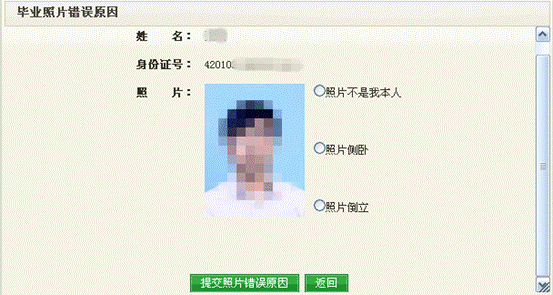 毕业照片错误原因
姓　　名：
身份证号： 42010
照　　片：
照片不是我本人
照片侧卧
照片倒立
提交照片错误原因 返回